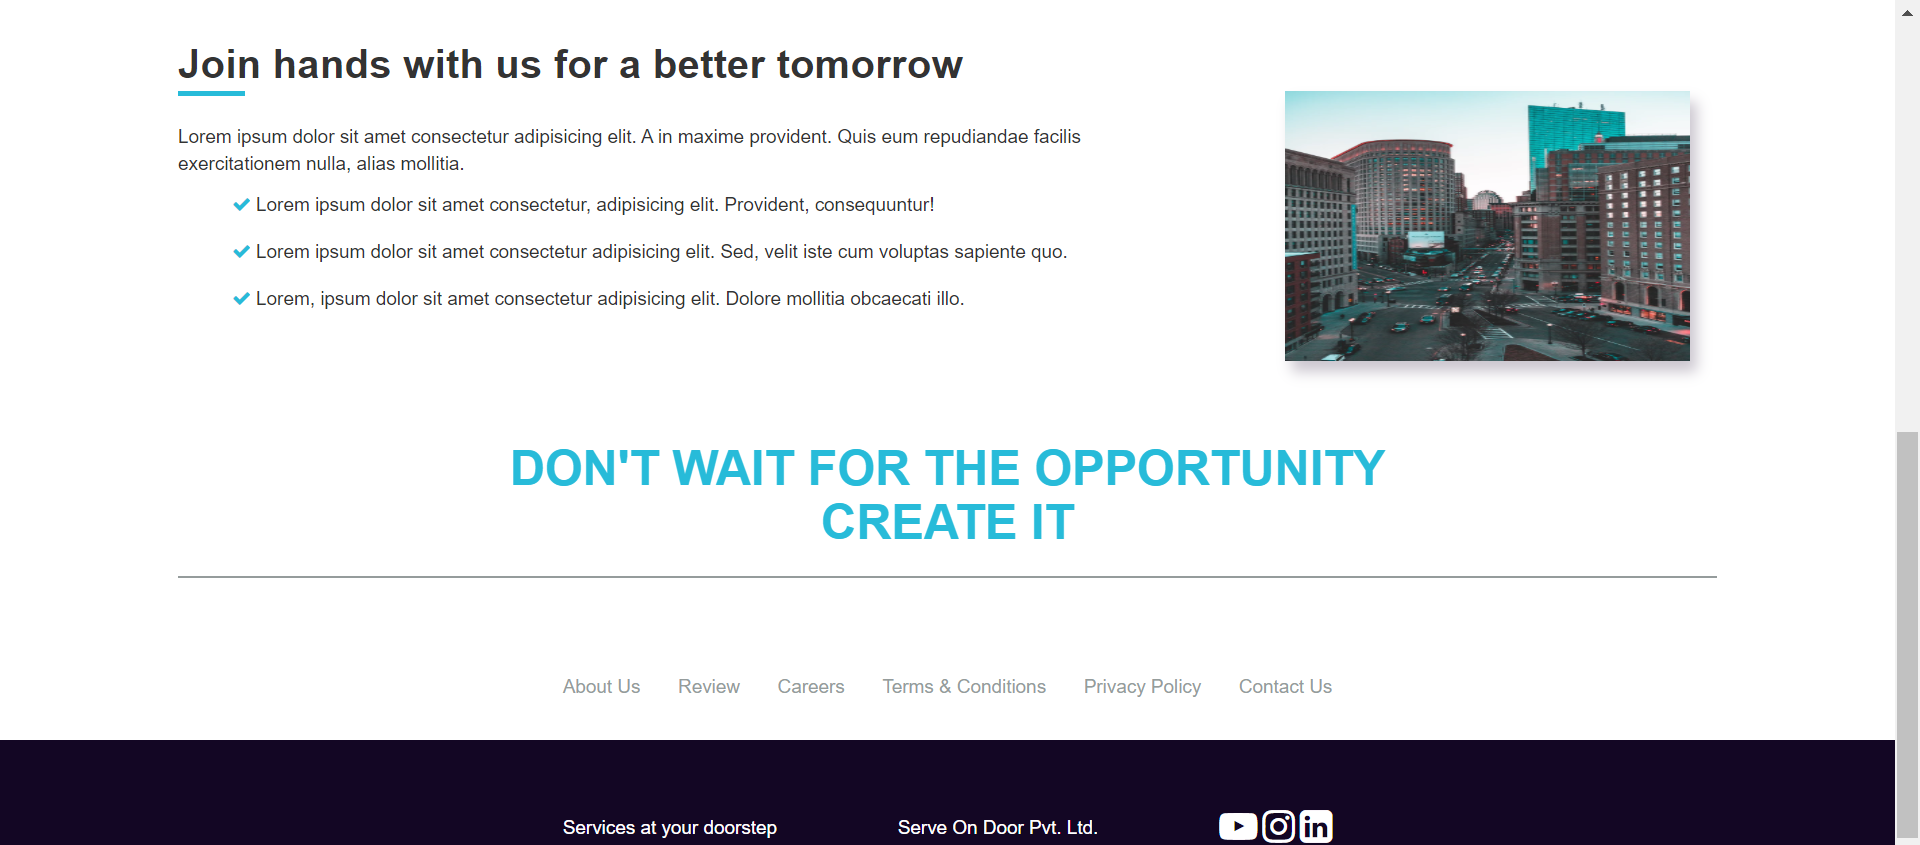 Join hands with us for a better tomorrow
Lorem ipsum dolor sit amet consectetur adipisicing elit. A in maxime provident. Quis eum repudiandae facilis
exercitationem nulla, alias mollitia.
Lorem ipsum dolor sit amet consectetur, adipisicing elit. Provident, consequuntur!
Lorem ipsum dolor sit amet consectetur adipisicing elit. Sed, velit iste cum voluptas sapiente quo.
Lorem, ipsum dolor sit amet consectetur adipisicing elit. Dolore mollitia obcaecati illo.
DON'T WAIT FOR THE OPPORTUNITY
CREATE IT
About Us Review Careers Terms & Conditions Privacy Policy Contact Us
Services at your doorstep Serve On Door Pvt. Ltd.